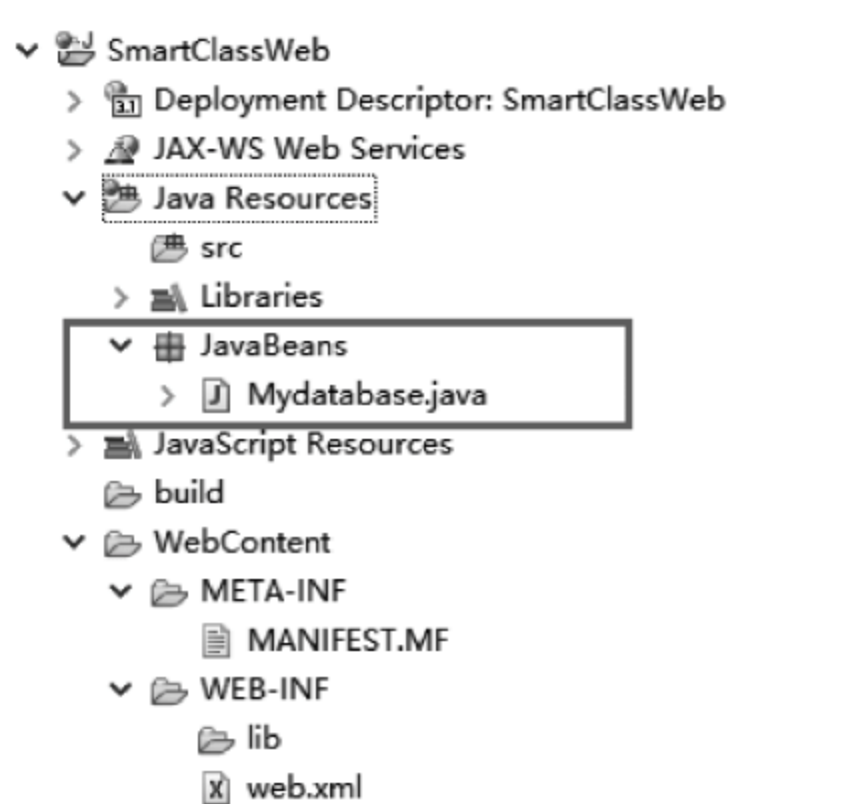 SmartClassWeb
Deployment Descriptor: SmartClassWeb
JAX-WS Web Services
Java Resources
src
Libraries
JavaBeans
Mydatabase.java
JavaScript Resources
build
WebContent
META-INF
MANIFEST.MF
WEB-INF
lib
web.xml